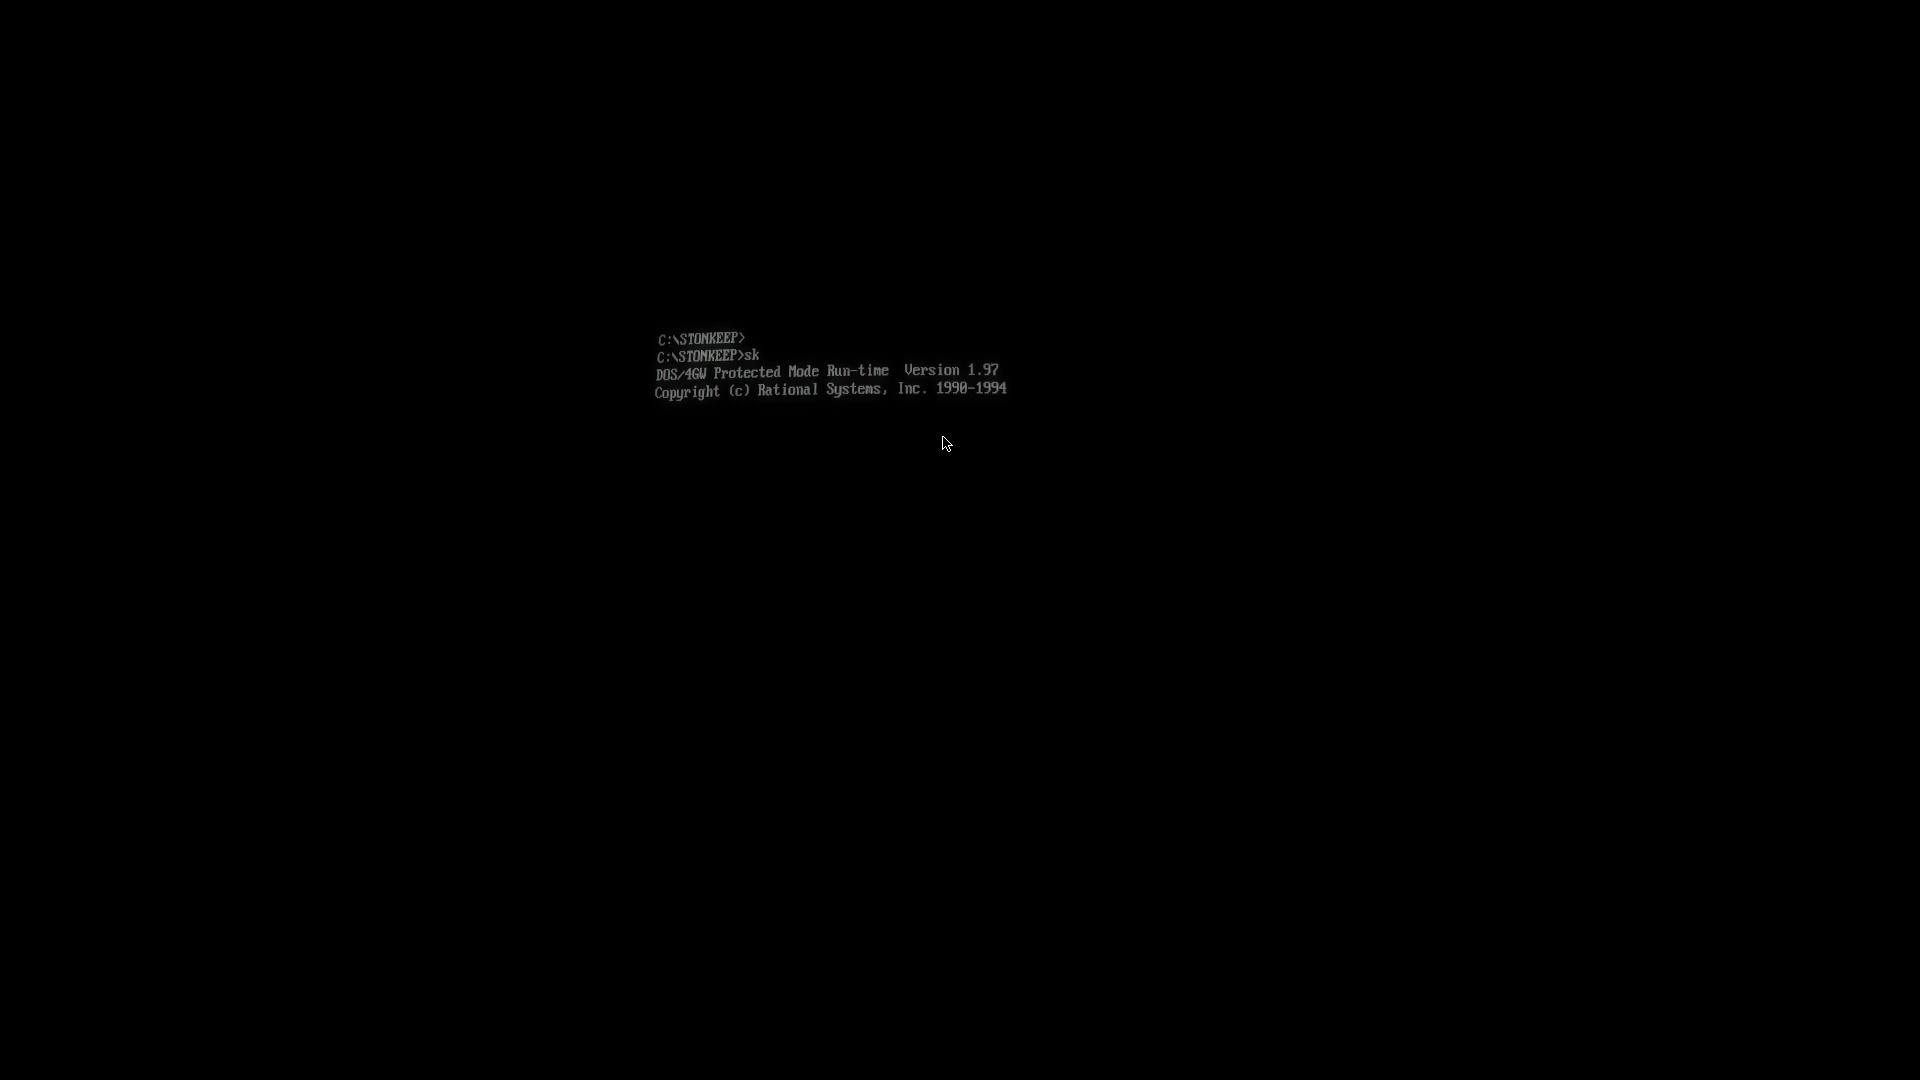 C:\STONKEEP>
C:\STONKEEP>sk
DOS/4GW Protected Mode Run-time  Version 1.97
Copyright (c) Rational Systems, Inc. 1990-1994